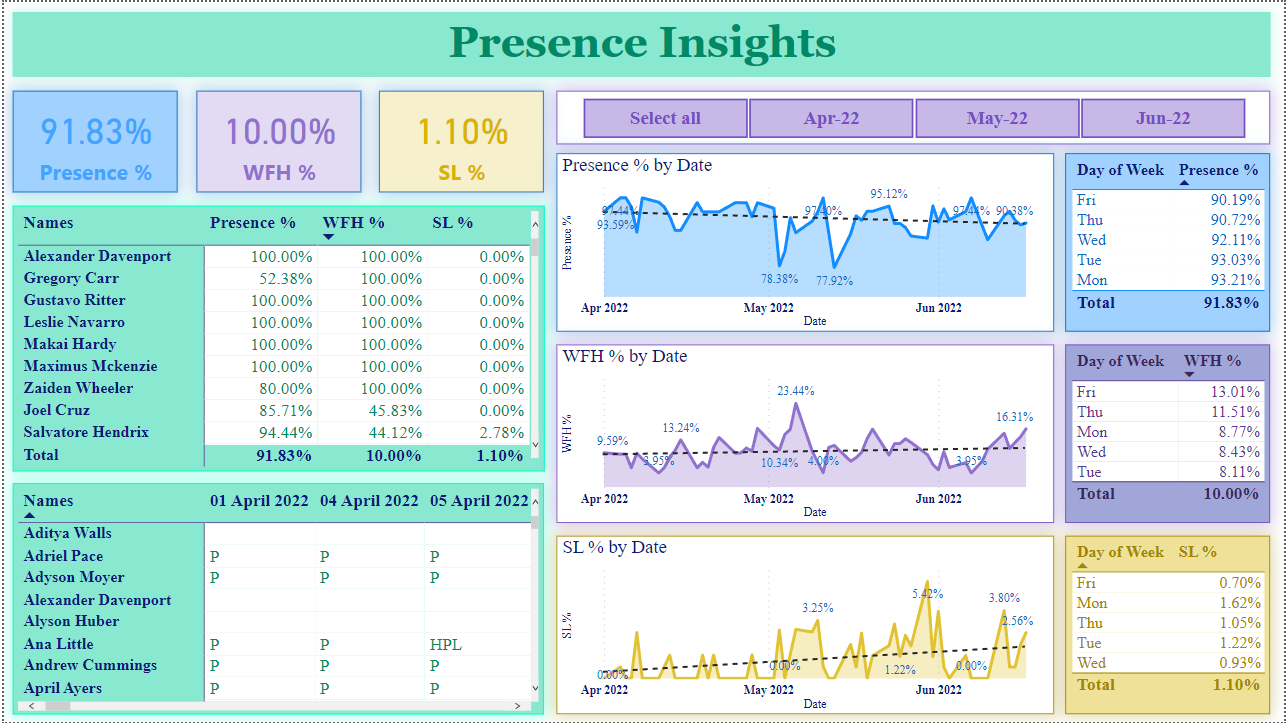 Presence Insights
91.83%
Presence %
10.00%
WFH %
1.10%
SL %
Select all Apr-22 May-22 Jun-22
Names Presence % WFH % SL %
Alexander Davenport 100.00% 100.00% 0.00%
Gregory Carr 52.38% 100.00% 0.00%
Gustavo Ritter 100.00% 100.00% 0.00%
Leslie Navarro 100.00% 100.00% 0.00%
Makai Hardy 100.00% 100.00% 0.00%
Maximus Mckenzie 100.00% 100.00% 0.00%
Zaiden Wheeler 80.00% 100.00% 0.00%
Joel Cruz 85.71% 45.83% 0.00%
Salvatore Hendrix 94.44% 44.12% 2.78%
Total 91.83% 10.00% 1.10%
Names 01 April 2022 04 April 2022 05 April 2022
Aditya Walls
Adriel Pace P P P
Adyson Moyer P P P
Alexander Davenport
Alyson Huber
Ana Little P P HPL
Andrew Cummings P P P
April Ayers P P P
Presence % by Date
Presence %
95.12%
97.44% 97.40% 97.44% 90.38%
93.59%
78.38% 77.92%
Apr 2022 May 2022 Jun 2022
Date
Day of Week Presence %
Fri 90.19%
Thu 90.72%
Wed 92.11%
Tue 93.03%
Mon 93.21%
Total 91.83%
WFH % by Date
WFH %
23.44%
16.31%
13.24%
9.59%
3.95% 10.34% 4.00% 3.95%
Apr 2022 May 2022 Jun 2022
Date
Day of Week WFH %
Fri 13.01%
Thu 11.51%
Mon 8.77%
Wed 8.43%
Tue 8.11%
Total 10.00%
SL % by Date
SL %
5.42%
3.80%
3.25%
2.56%
0.00% 0.00% 1.22% 0.00%
Apr 2022 May 2022 Jun 2022
Date
Day of Week SL %
Fri 0.70%
Mon 1.62%
Thu 1.05%
Tue 1.22%
Wed 0.93%
Total 1.10%